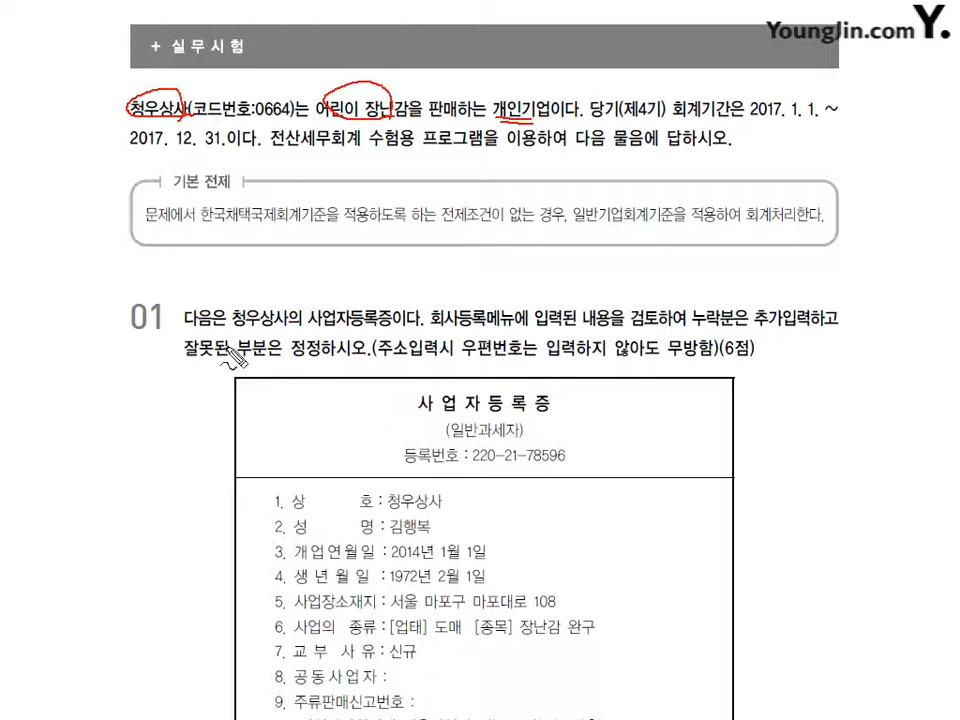 YoungJin.com Y.
+ 실무시험
청우상사(코드번호:0664)는 어린이 장난감을 판매하는 개인기업이다. 당기(제4기) 회계기간은 2017. 1. 1. ~
2017. 12. 31.이다. 전산세무회계 수험용 프로그램을 이용하여 다음 물음에 답하시오.
기본 전제
문제에서 한국채택국제회계기준을 적용하도록 하는 전제조건이 없는 경우, 일반기업회계기준을 적용하여 회계처리한다.
01 다음은 청우상사의 사업자등록증이다. 회사등록메뉴에 입력된 내용을 검토하여 누락분은 추가입력하고
잘못된 부분은 정정하시오.(주소입력시 우편번호는 입력하지 않아도 무방함)(6점)
사 업 자 등 록 증
(일반과세자)
등록번호 : 220-21-78596
1. 상 호 : 청우상사
2. 성 명 : 김행복
3. 개업연월일 : 2014년 1월 1일
4. 생년월일 : 1972년 2월 1일
5. 사업장소재지 : 서울 마포구 마포대로 108
6. 사업의 종류 : [업태] 도매 [종목] 장난감 완구
7. 교 부 사 유 : 신규
8. 공동사업자 :
9. 주류판매신고번호 :